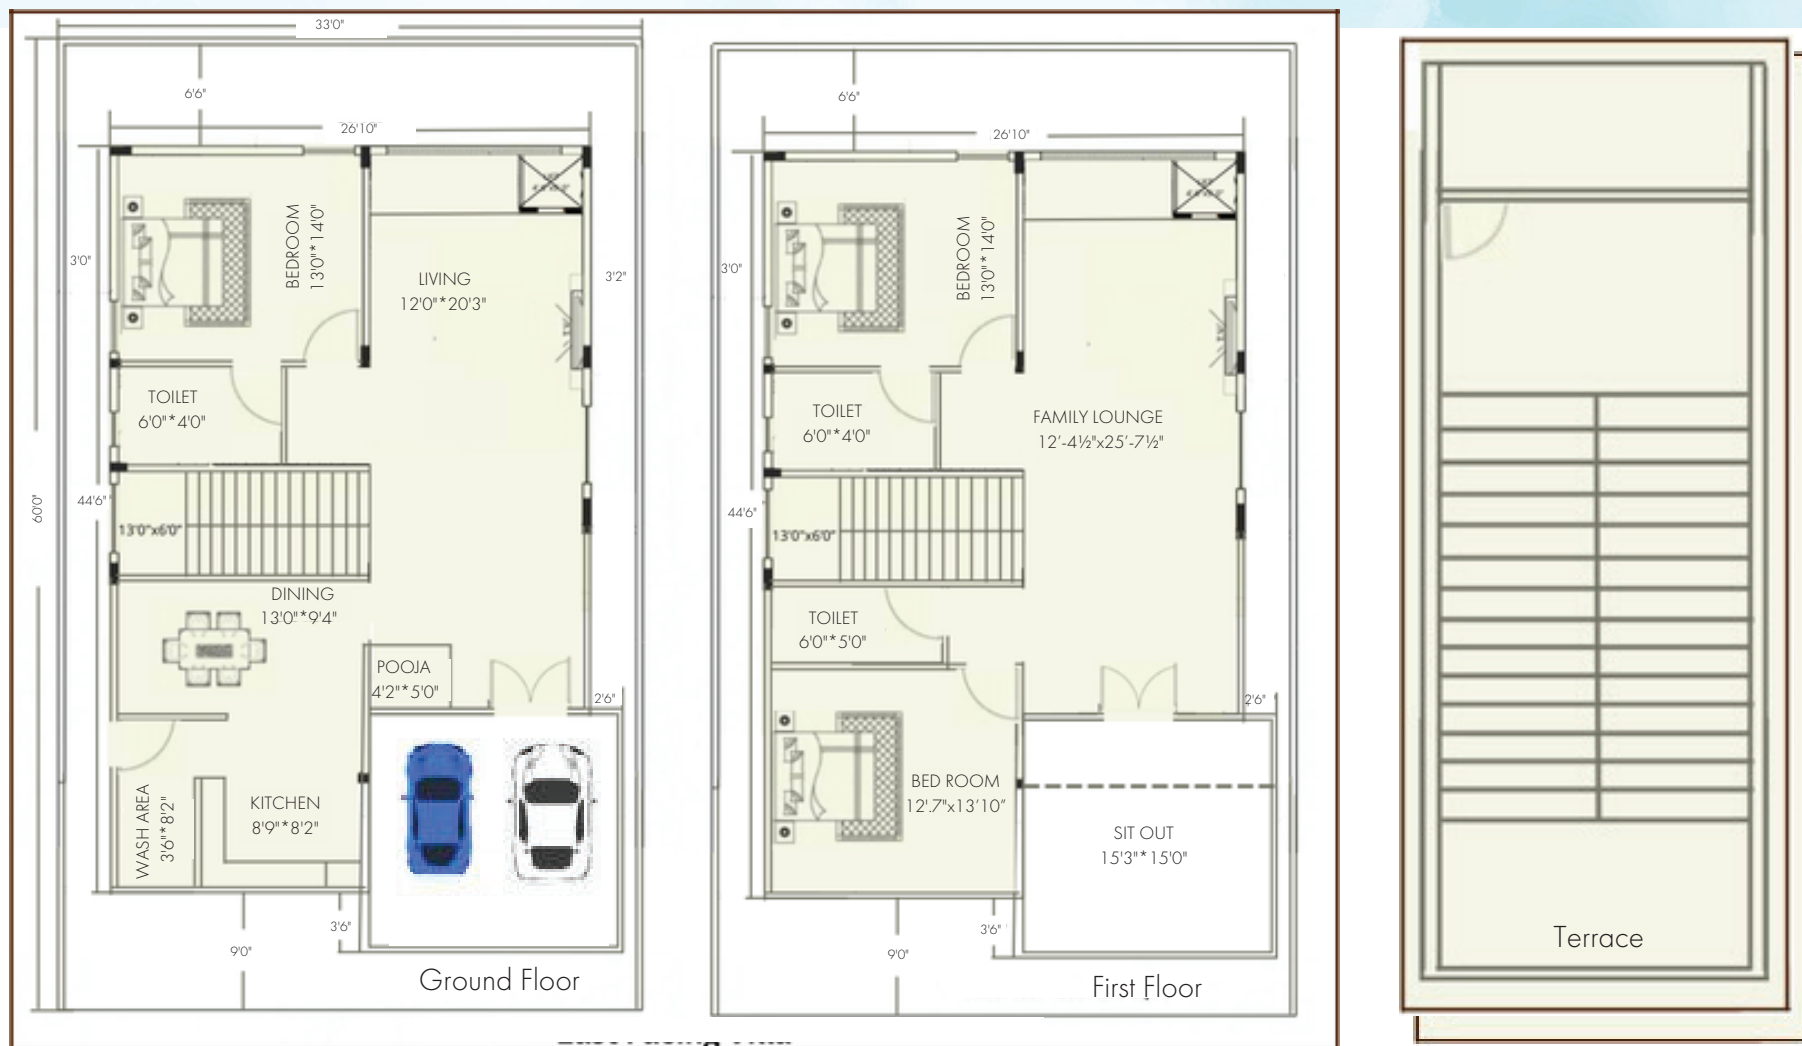 33'0"
6'6"
26'10"
3'0"
BEDROOM
13'0"*14'0"
LIVING
12'0"*20'3"
3'2"
TOILET
6'0"*4'0"
60'0"
44'6"
13'0"x6'0"
DINING
13'0"*9'4"
POOJA
4'2"*5'0"
2'6"
WASH AREA
3'6"*8'2"
KITCHEN
8'9"*8'2"
3'6"
9'0"
Ground Floor
6'6"
26'10"
3'0"
BEDROOM
13'0"*14'0"
TOILET
6'0"*4'0"
FAMILY LOUNGE
12'-4½"x25'-7½"
44'6"
13'0"x6'0"
TOILET
6'0"*5'0"
2'6"
BED ROOM
12'.7"x13'10"
SIT OUT
15'3"*15'0"
3'6"
9'0"
First Floor
Terrace